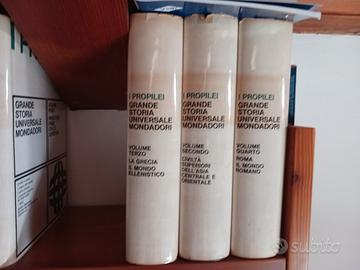 GRANDE
STORIA
UNIVERSALE
MONDADORI
I PROPILEI
GRANDE
STORIA
UNIVERSALE
MONDADORI
VOLUME
TERZO
LA GRECIA
IL MONDO
ELLENISTICO
I PROPILEI
GRANDE
STORIA
UNIVERSALE
MONDADORI
VOLUME
SECONDO
CIVILTÀ
SUPERIORI
DELL'ASIA
CENTRALE E
ORIENTALE
I PROPILEI
GRANDE
STORIA
UNIVERSALE
MONDADORI
VOLUME
QUARTO
ROMA
IL MONDO
ROMANO
subito